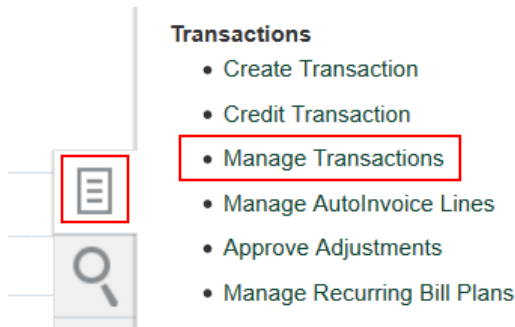 Transactions
• Create Transaction
• Credit Transaction
• Manage Transactions
• Manage AutoInvoice Lines
• Approve Adjustments
• Manage Recurring Bill Plans